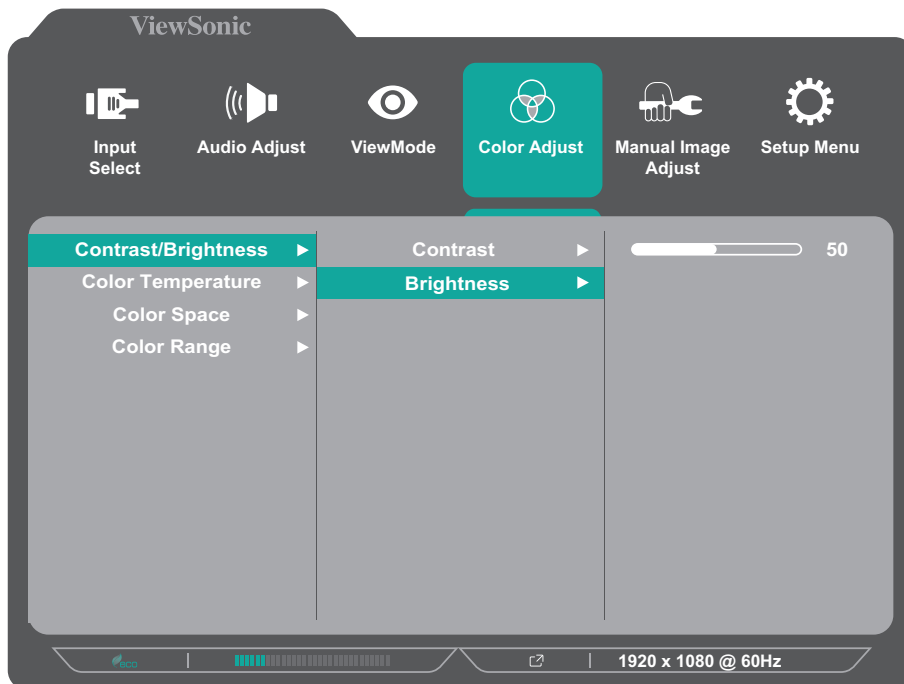 ViewSonic
Input
Select
Audio Adjust
ViewMode
Color Adjust
Manual Image
Adjust
Setup Menu
Contrast/Brightness
Color Temperature
Color Space
Color Range
Contrast
Brightness
50
eco
1920 x 1080 @ 60Hz